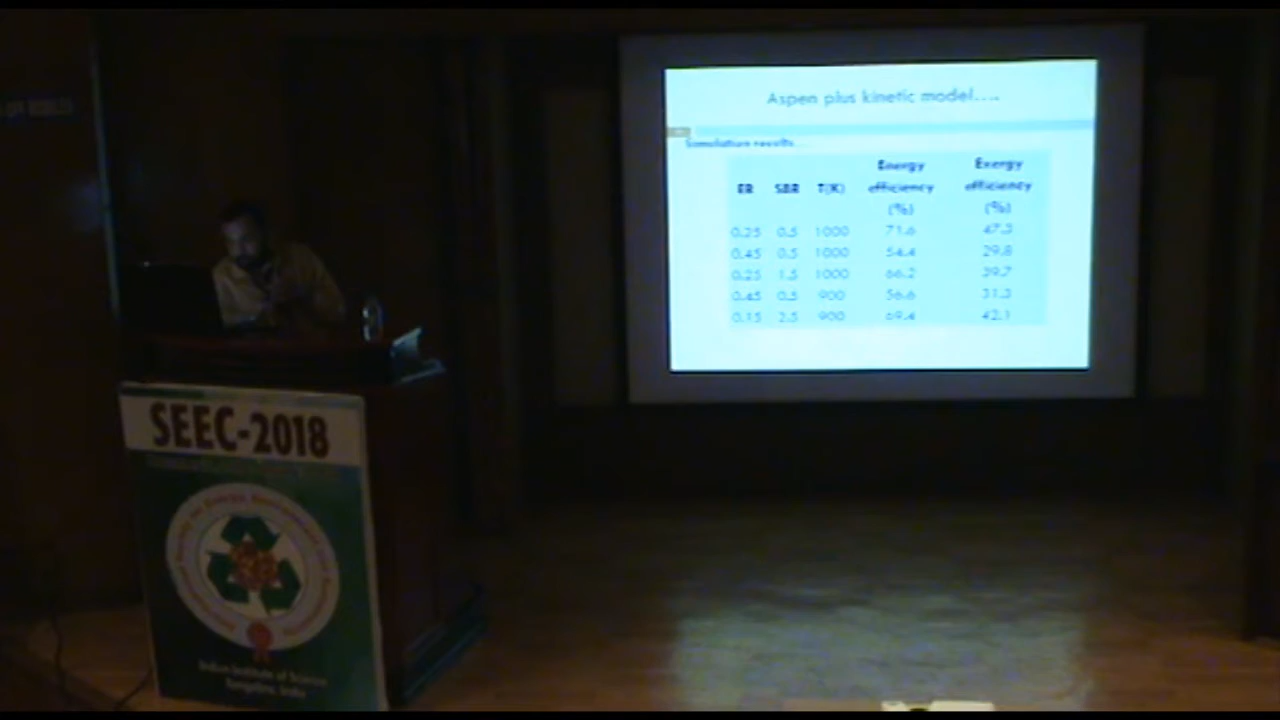 Aspen plus kinetic model....
Simulation results
ER SBR T(K) Energy efficiency (%) Exergy efficiency (%)
0.25 0.5 1000 71.6 47.3
0.45 0.5 1000 54.4 29.8
0.25 1.5 1000 66.2 39.7
0.45 0.5 900 56.6 31.3
0.15 2.5 900 69.4 42.1
SEEC-2018
Indian Institute of Science
Bangalore, India